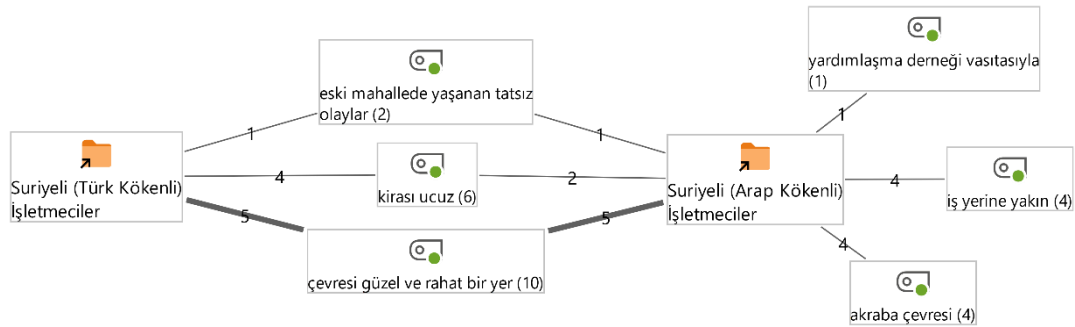 yardımlaşma derneği vasıtasıyla
(1)
eski mahallede yaşanan tatsız
olaylar (2)
1
1
1
Suriyeli (Türk Kökenli)
İşletmeciler
4
kirası ucuz (6)
2
Suriyeli (Arap Kökenli)
İşletmeciler
4
iş yerine yakın (4)
5
5
4
çevresi güzel ve rahat bir yer (10)
akraba çevresi (4)